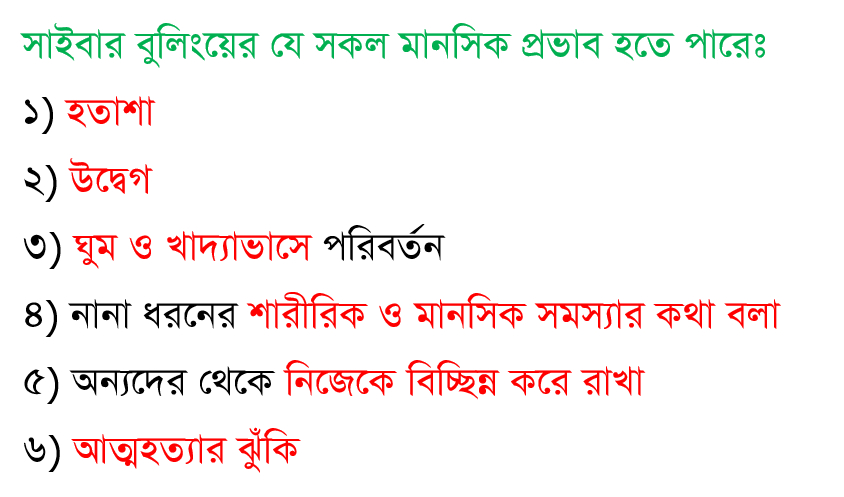 সাইবার বুলিংয়ের যে সকল মানসিক প্রভাব হতে পারেঃ
১) হতাশা
২) উদ্বেগ
৩) ঘুম ও খাদ্যাভাসে পরিবর্তন
৪) নানা ধরনের শারীরিক ও মানসিক সমস্যার কথা বলা
৫) অন্যদের থেকে নিজেকে বিচ্ছিন্ন করে রাখা
৬) আত্মহত্যার ঝুঁকি